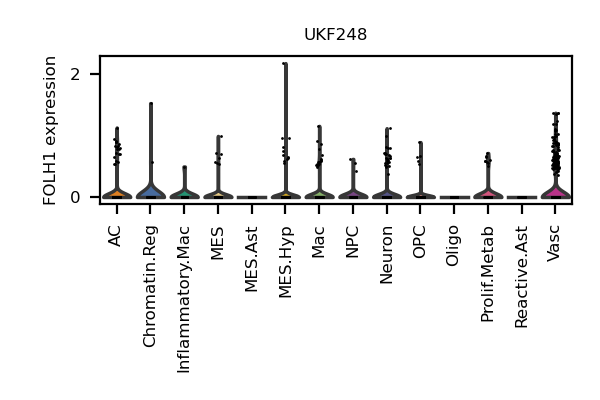 UKF248
FOLH1 expression
2
0
AC
Chromatin.Reg
Inflammatory.Mac
MES
MES.Ast
MES.Hyp
Mac
NPC
Neuron
OPC
Oligo
Prolif.Metab
Reactive.Ast
Vasc